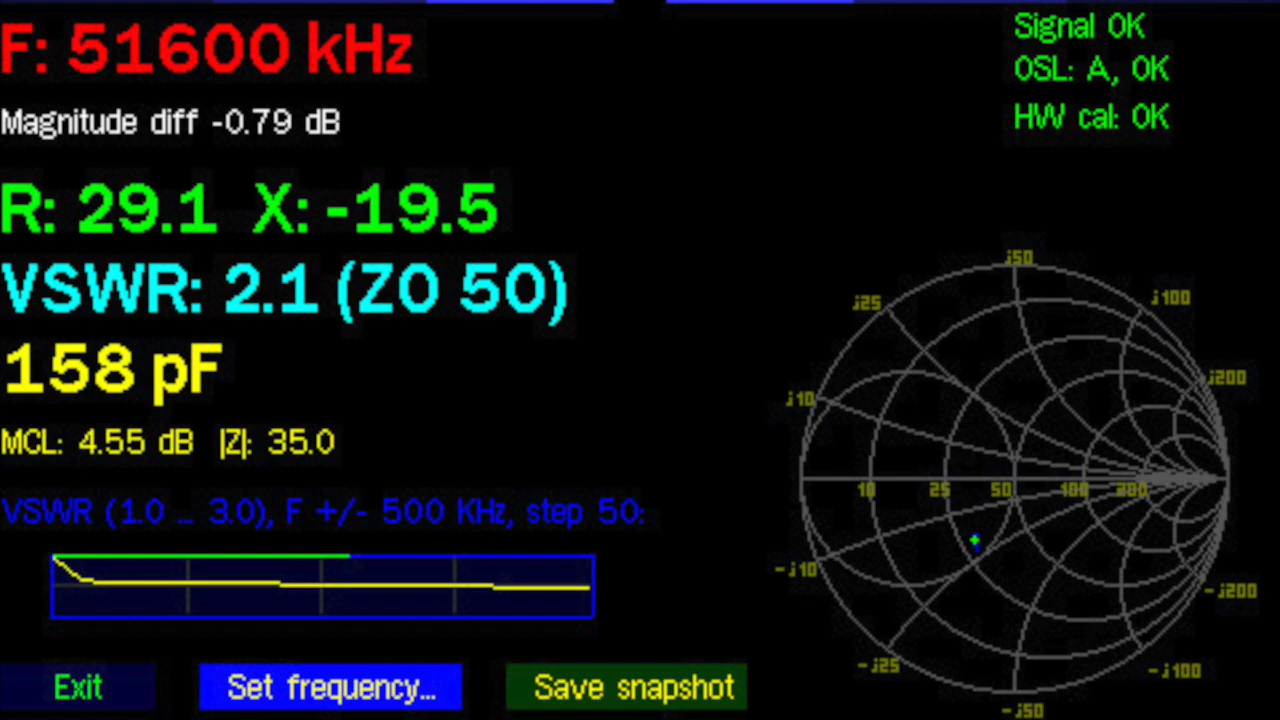 F: 51600 kHz
Signal OK
OSL: A, OK
Magnitude diff -0.79 dB
HW cal: OK
R: 29.1 X: -19.5
VSWR: 2.1 (Z0 50)
158 pF
MCL: 4.55 dB |Z|: 35.0
VSWR (1.0 ... 3.0), F +/- 500 KHz, step 50:
j50
j25
j100
j200
j10
10 25 50 100 200
-j10
-j200
-j25
-j100
-j50
Exit
Set frequency...
Save snapshot